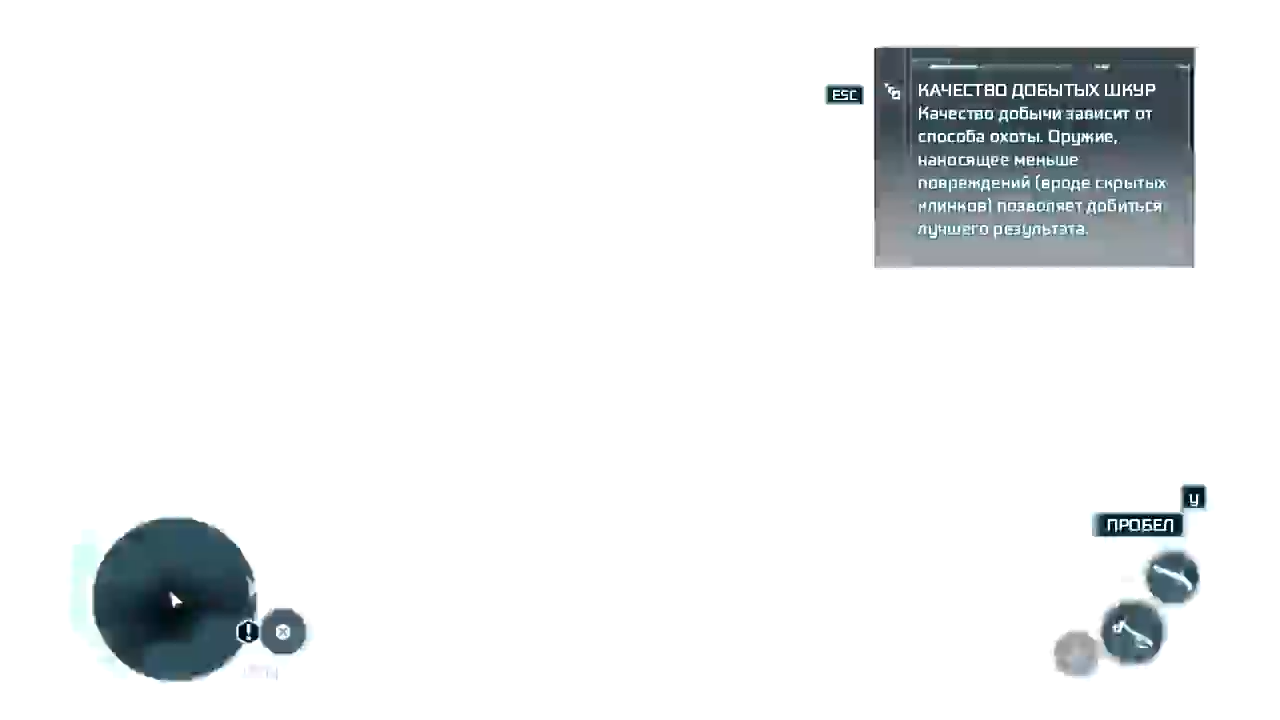 ESC
КАЧЕСТВО ДОБЫТЫХ ШКУР
Качество добычи зависит от
способа охоты. Оружие,
наносящее меньше
повреждений (вроде скрытых
клинков) позволяет добиться
лучшего результата.
У
ПРОБЕЛ